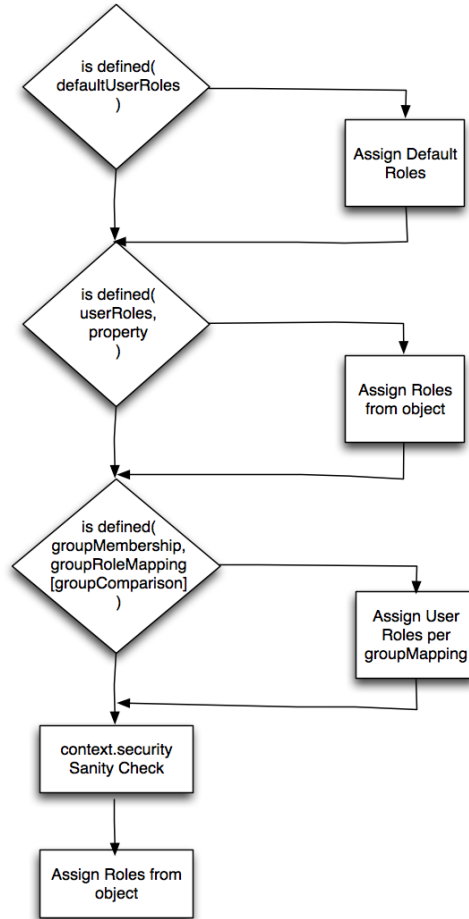 is defined(
defaultUserRoles
)
Assign Default
Roles
is defined(
userRoles,
property
)
Assign Roles
from object
is defined(
groupMembership,
groupRoleMapping
[groupComparison]
)
Assign User
Roles per
groupMapping
context.security
Sanity Check
Assign Roles from
object